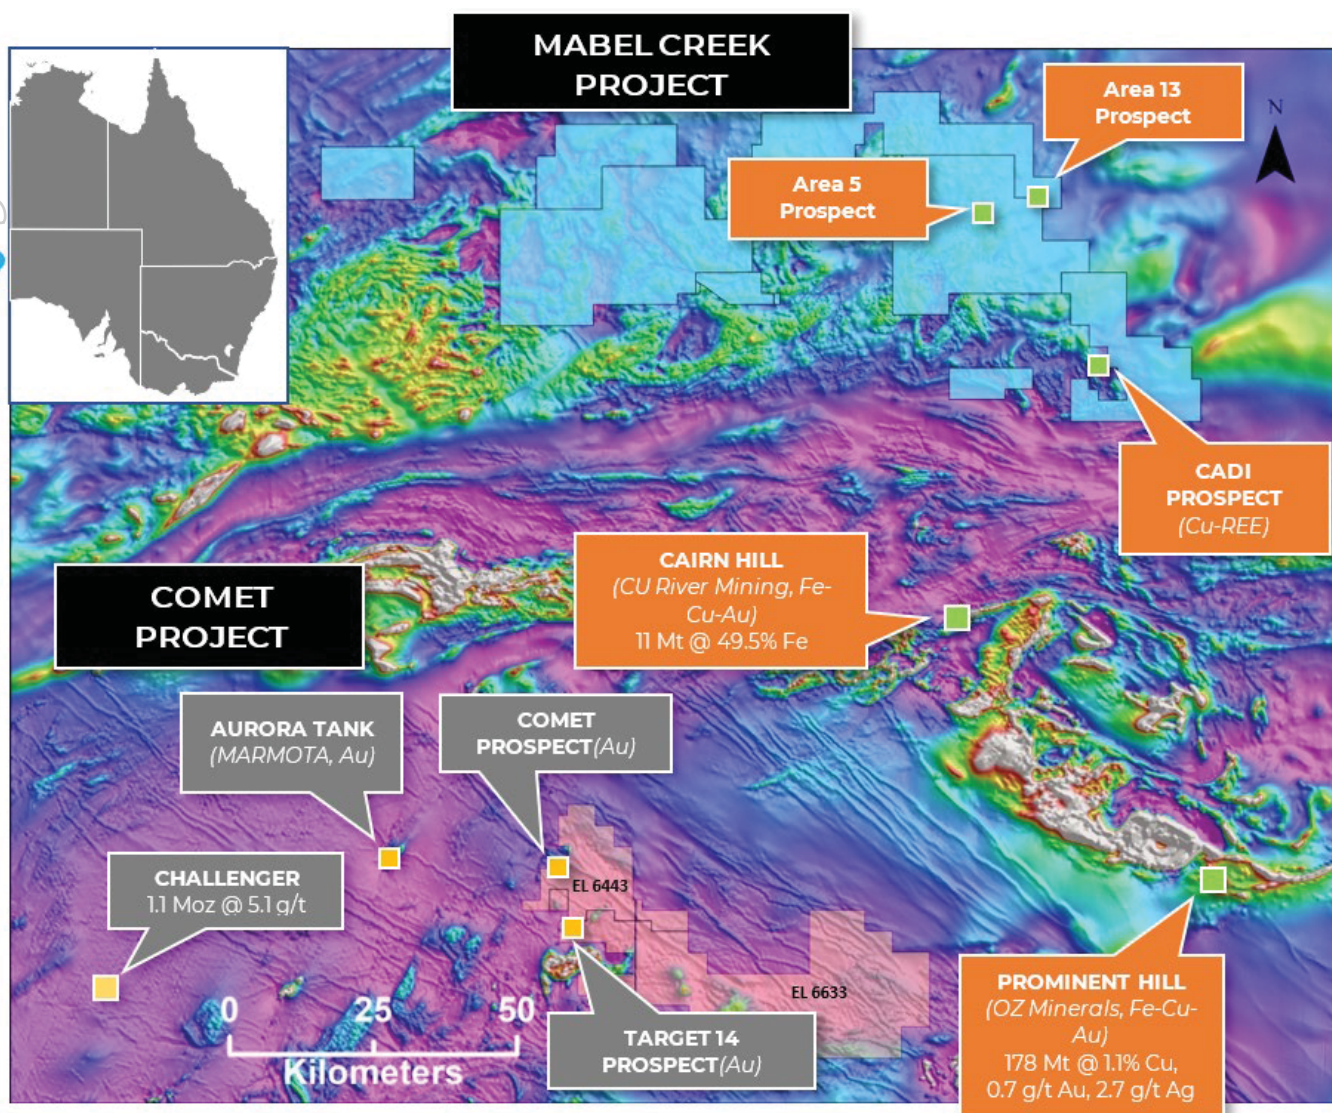 MABEL CREEK
PROJECT
Area 13
Prospect
N
Area 5
Prospect
CADI
PROSPECT
(Cu-REE)
CAIRN HILL
(CU River Mining, Fe-
Cu-Au)
11 Mt @ 49.5% Fe
COMET
PROJECT
AURORA TANK
(MARMOTA, Au)
COMET
PROSPECT(Au)
CHALLENGER
1.1 Moz @ 5.1 g/t
EL 6443
EL 6633
PROMINENT HILL
(OZ Minerals, Fe-Cu-
Au)
178 Mt @ 1.1% Cu,
0.7 g/t Au, 2.7 g/t Ag
0 25 50
Kilometers
TARGET 14
PROSPECT(Au)